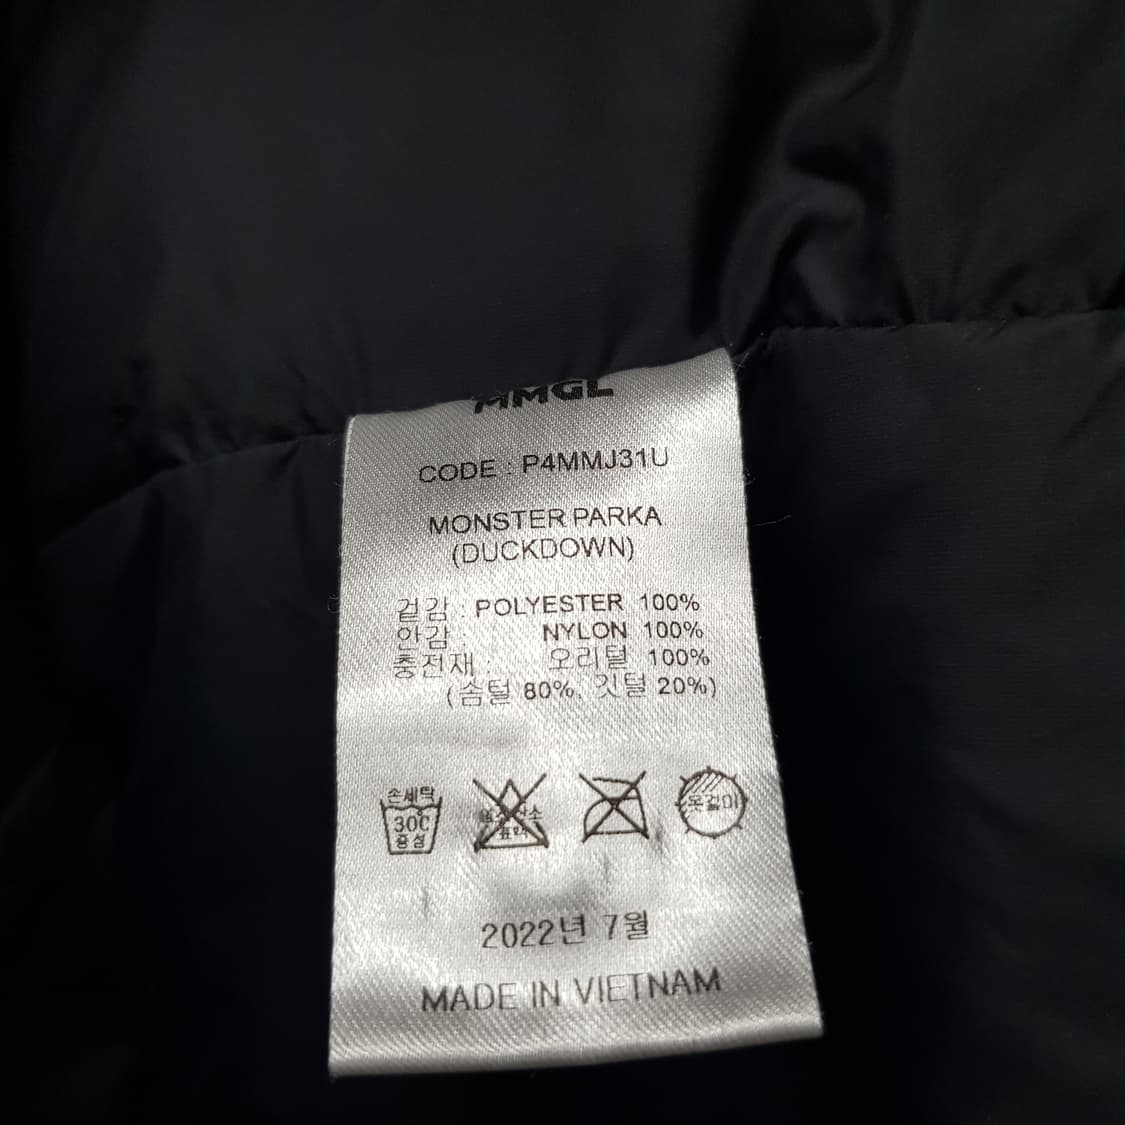 MMGL
CODE : P4MMJ31U
MONSTER PARKA
(DUCKDOWN)
겉감 : POLYESTER 100%
안감 : NYLON 100%
충전재 : 오리털 100%
(솜털 80%, 깃털 20%)
손세탁
30C
중성
표백
옷걸이
2022년 7월
MADE IN VIETNAM